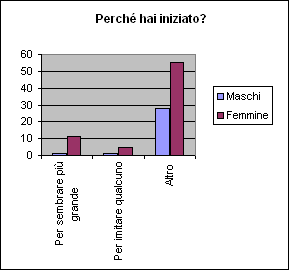 Perché hai iniziato?
60
50
40
30
20
10
0
Per sembrare più
grande
Per imitare qualcuno
Altro
Maschi
Femmine